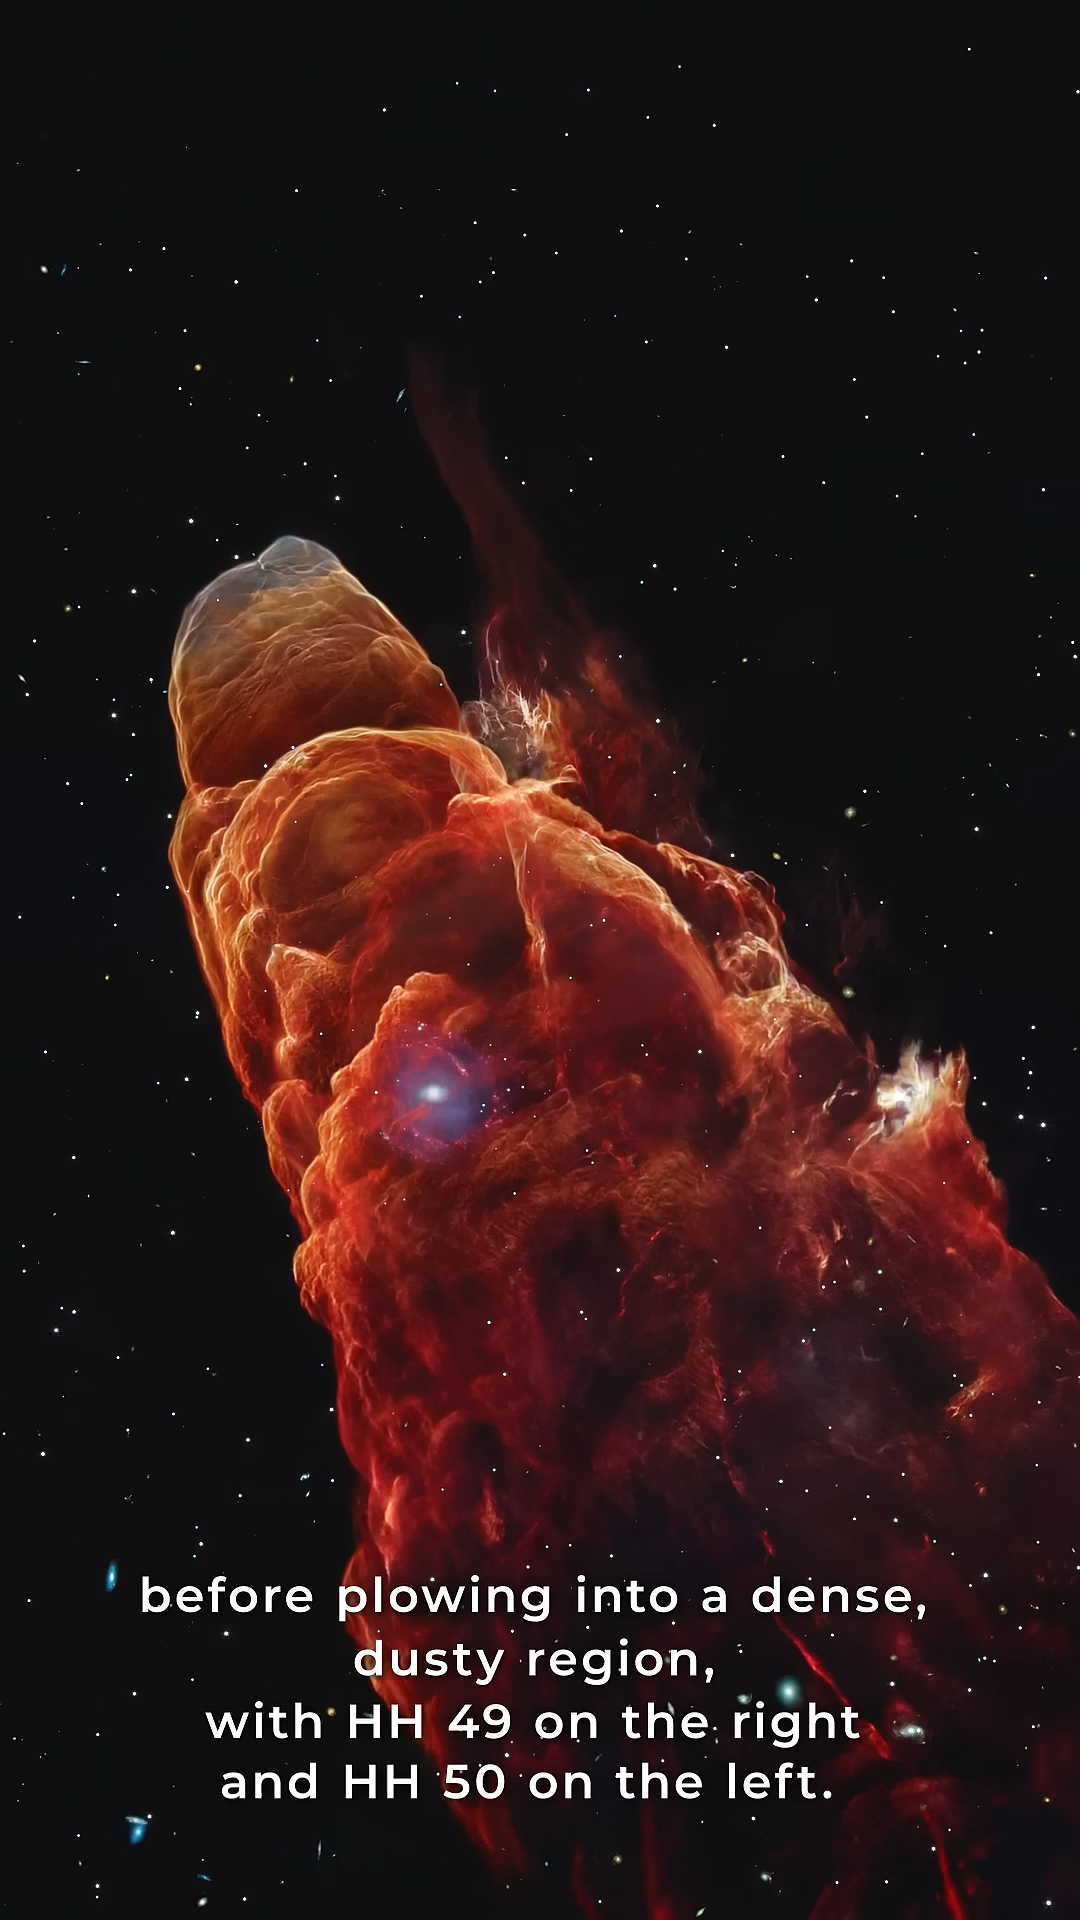 before plowing into a dense,
dusty region,
with HH 49 on the right
and HH 50 on the left.